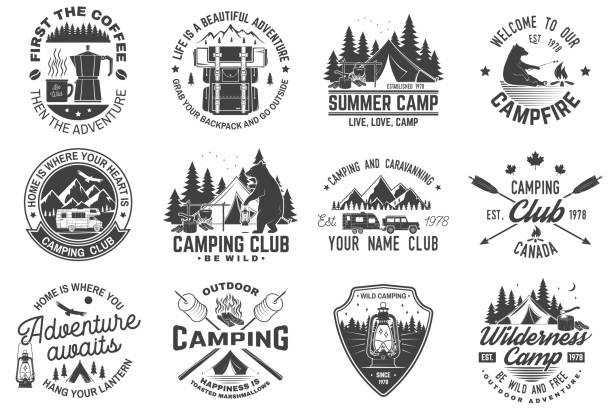 FIRST THE COFFEE
Be Wild
THEN THE ADVENTURE
LIFE IS A BEAUTIFUL ADVENTURE
GRAB YOUR BACKPACK AND GO OUTSIDE
ESTABLISHED 1978
SUMMER CAMP
LIVE, LOVE, CAMP
WELCOME TO OUR
EST 1978
CAMPFIRE
HOME IS WHERE YOUR HEART IS
CAMPING CLUB
CAMPING CLUB
BE WILD
CAMPING AND CARAVANNING
Est. 1978
YOUR NAME CLUB
CAMPING
EST. Club 1978
CANADA
HOME IS WHERE YOU
Adventure
awaits
HANG YOUR LANTERN
OUTDOOR
CAMPING
HAPPINESS IS
TOASTED MARSHMALLOWS
WILD CAMPING
SINCE
1978
Wilderness
EST. Camp 1978
BE WILD AND FREE
OUTDOOR ADVENTURE